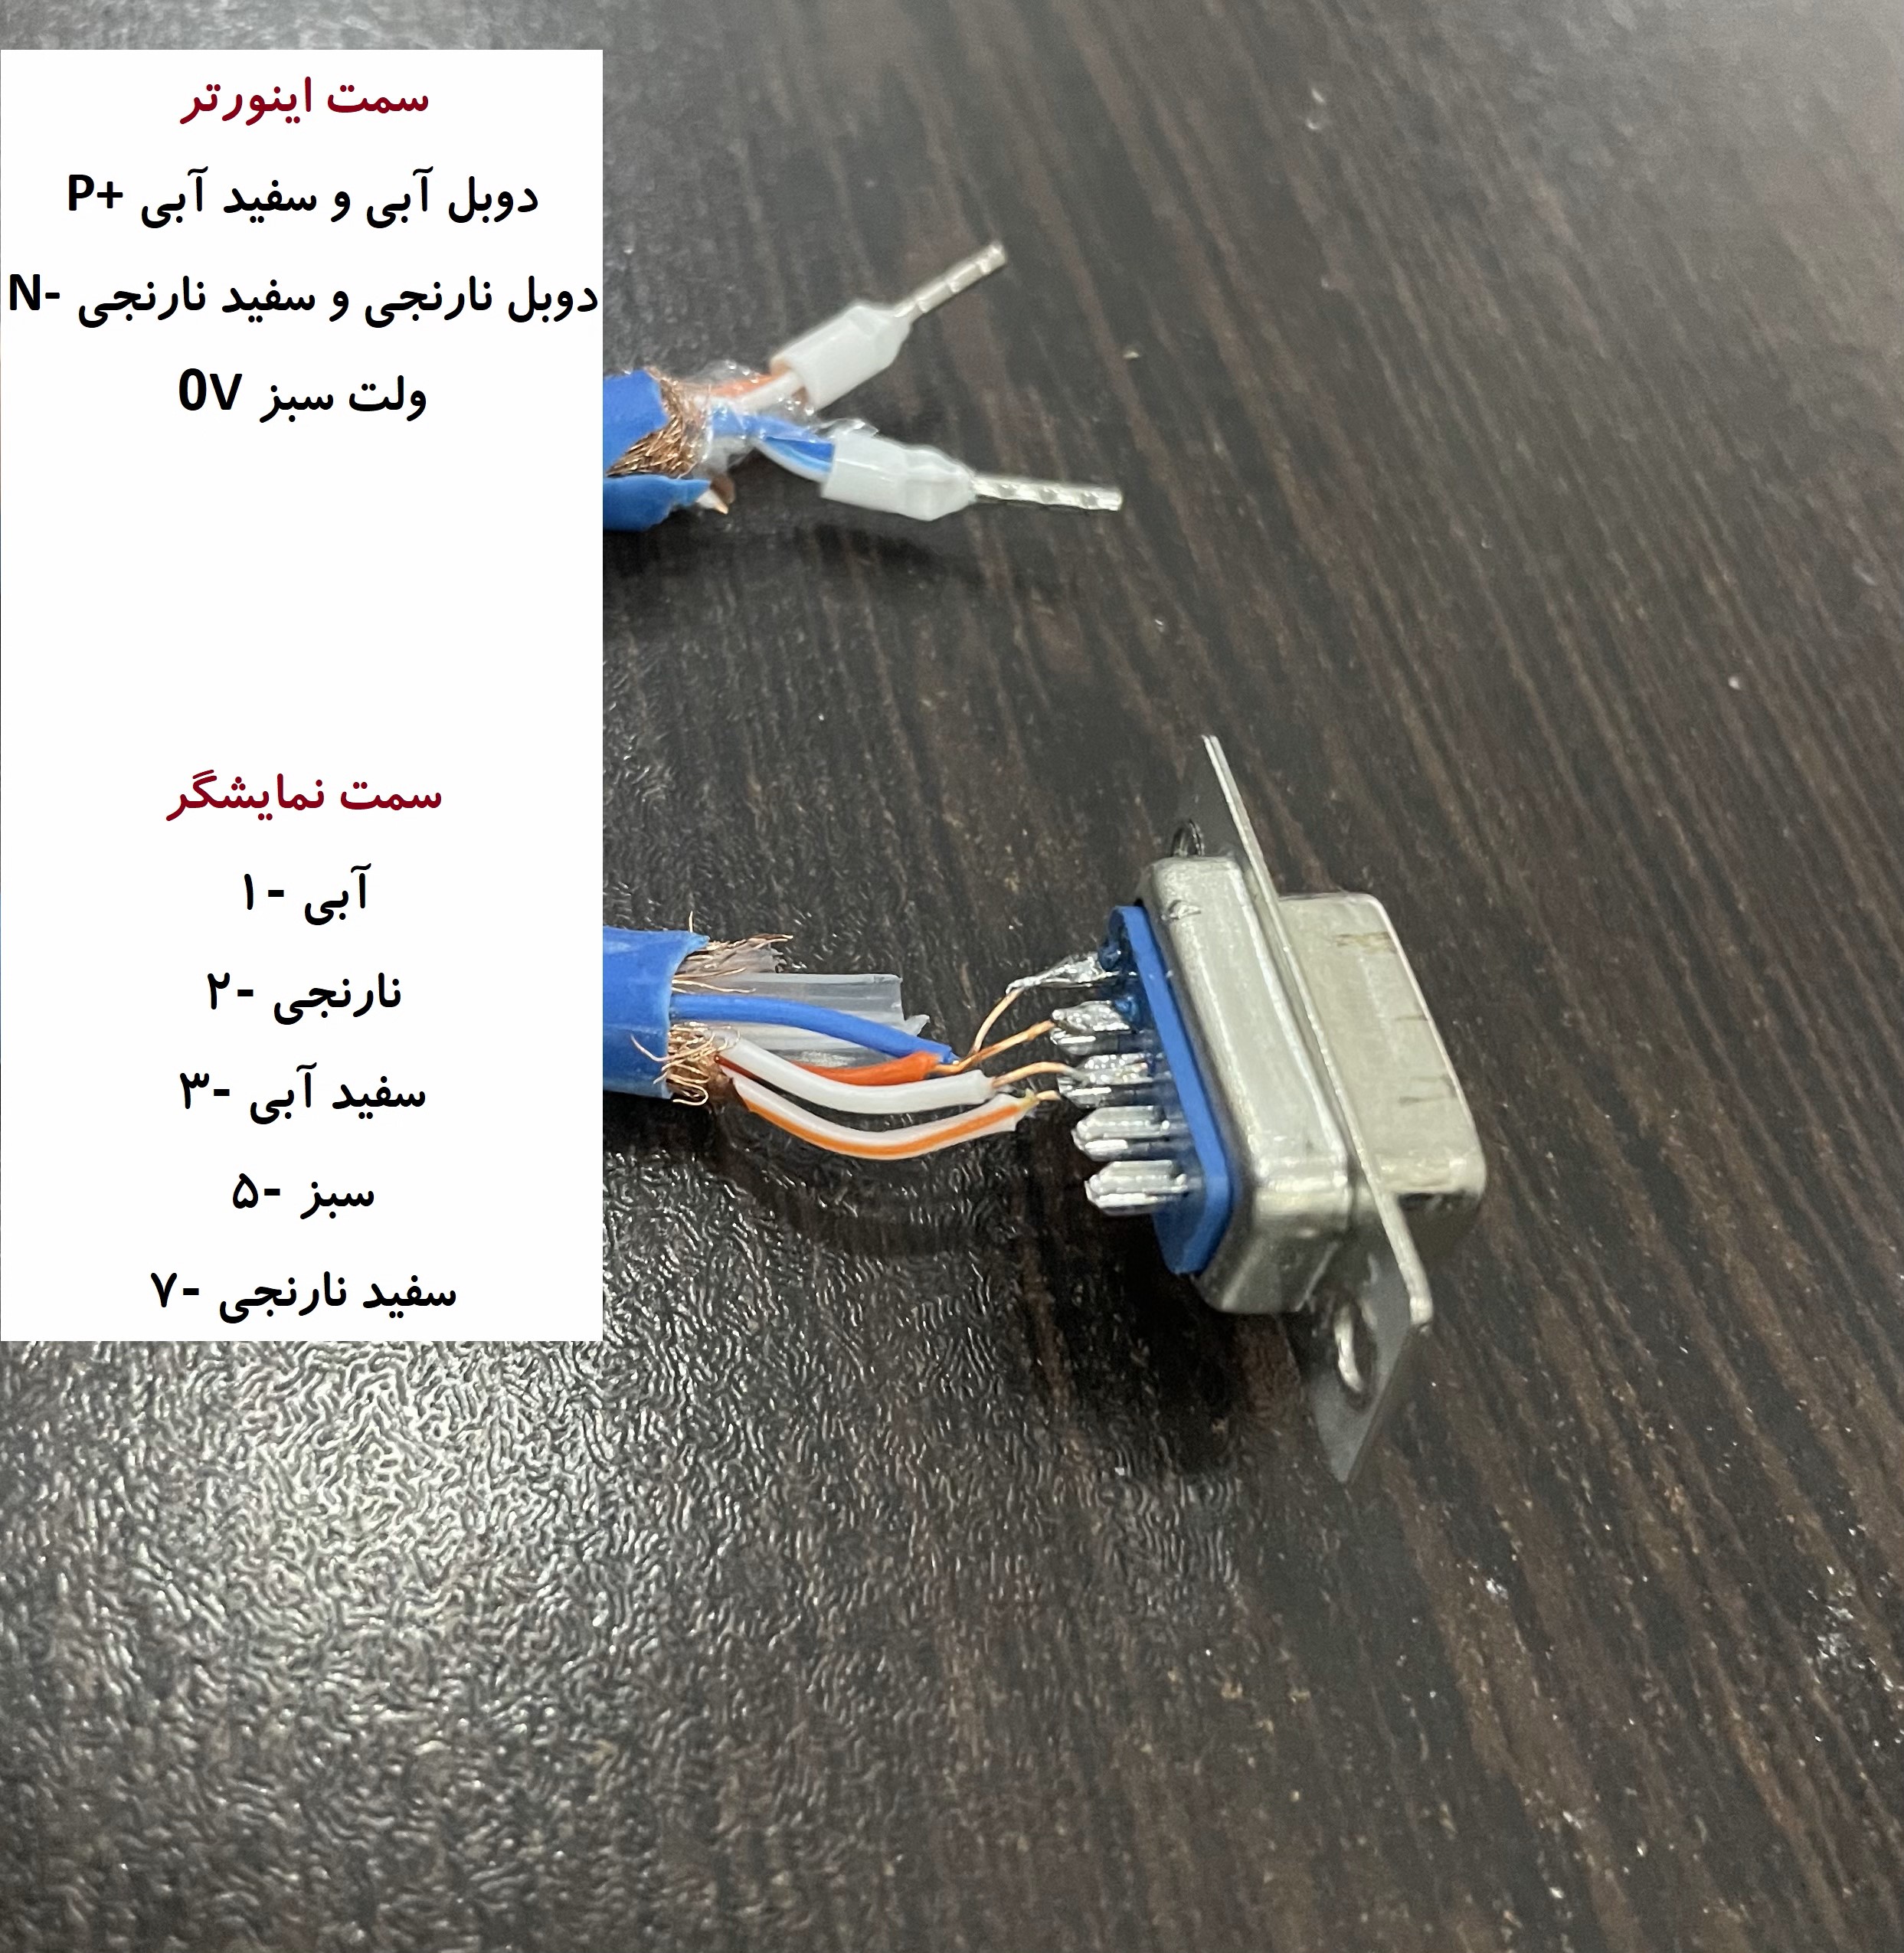 سمت اینورتر
دوبل آبی و سفید آبی P+
دوبل نارنجی و سفید نارنجی N-
ولت سبز 0V
سمت نمایشگر
آبی -۱
نارنجی -۲
سفید آبی -۳
سبز -۵
سفید نارنجی -۷